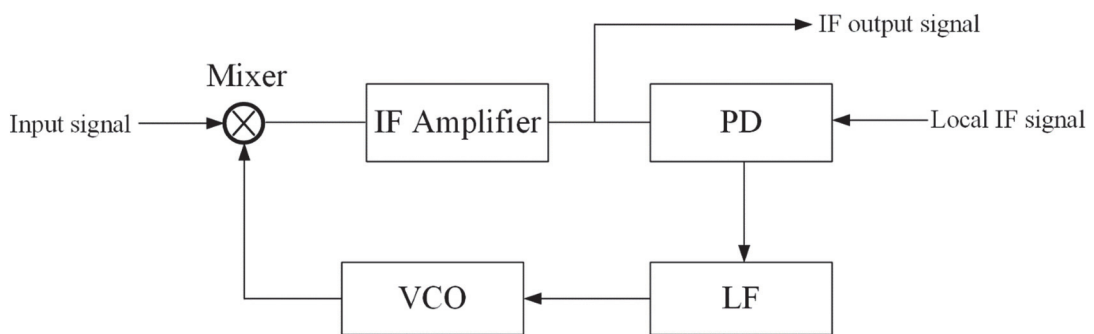 IF output signal
Mixer
Input signal
IF Amplifier
PD
Local IF signal
VCO
LF